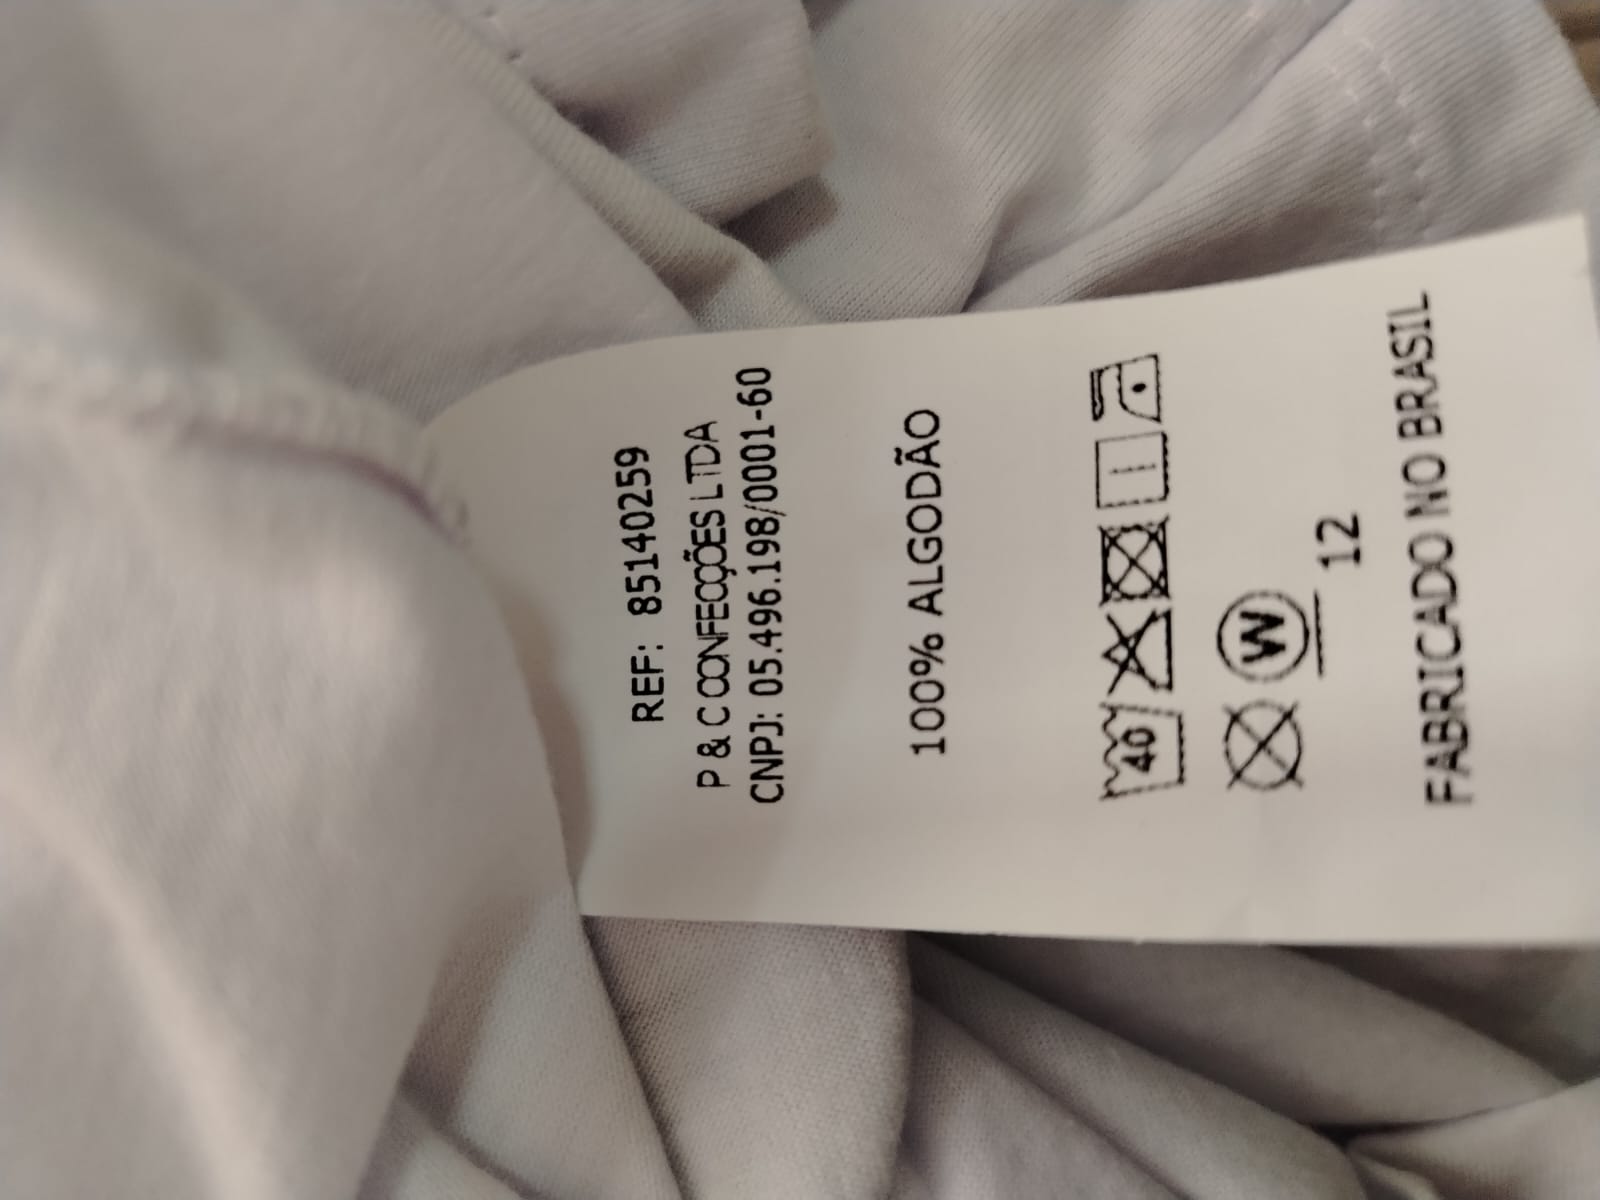 REF: 85140259
P & C CONFECÇÕES LTDA
CNPJ: 05.496.198/0001-60
100% ALGODÃO
40
W
12
FABRICADO NO BRASIL